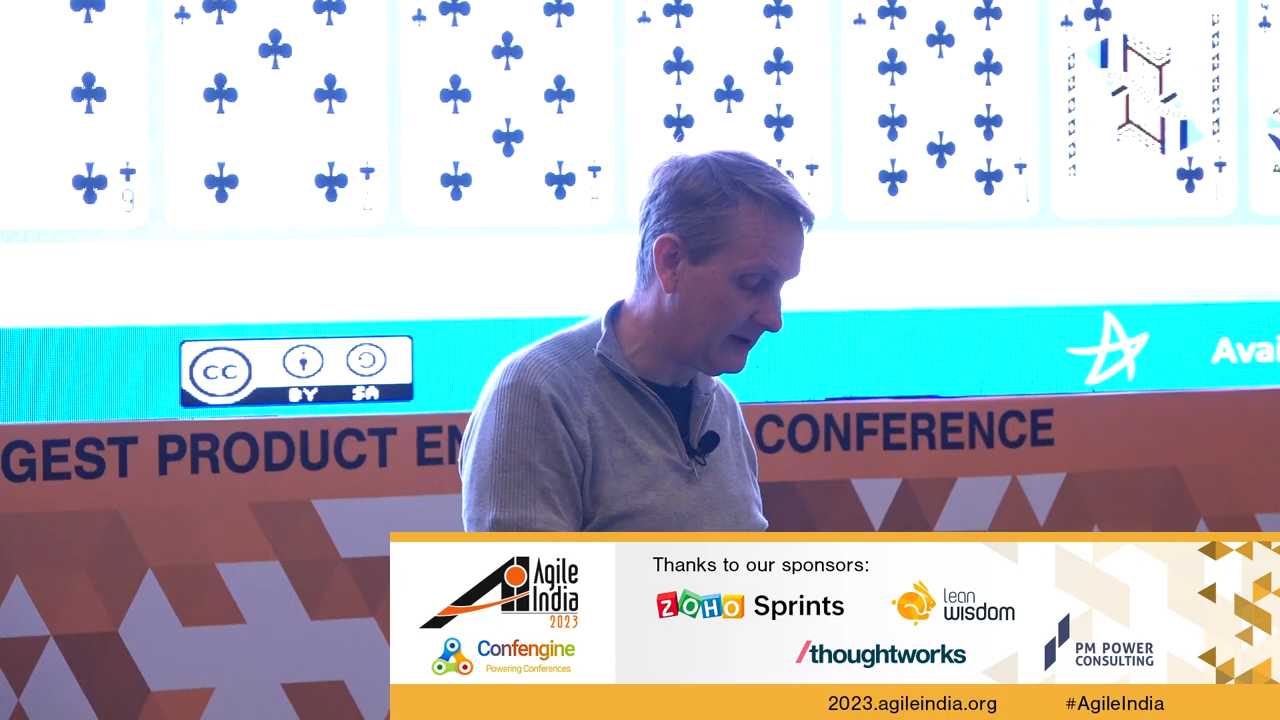 cc
BY SA
Avai
GEST PRODUCT EN
CONFERENCE
Agile
India
2023
Confengine
Powering Conferences
Thanks to our sponsors:
ZOHO Sprints
lean
wisdom
/thoughtworks
PM POWER
CONSULTING
2023.agileindia.org
#AgileIndia